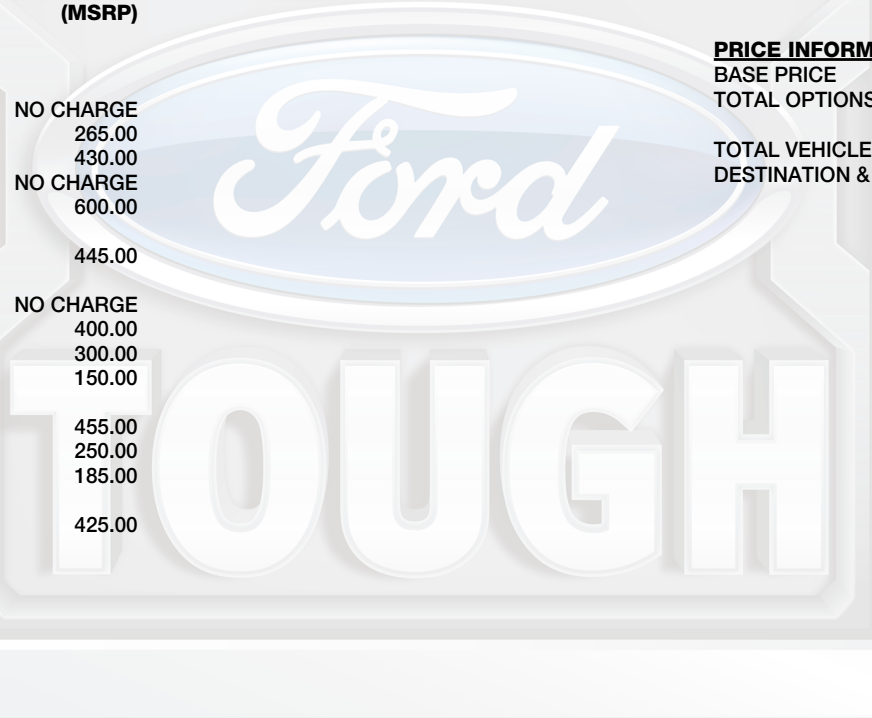 (MSRP)
NO CHARGE
265.00
430.00
NO CHARGE
600.00
445.00
NO CHARGE
400.00
300.00
150.00
455.00
250.00
185.00
425.00
PRICE INFORM
BASE PRICE
TOTAL OPTIONS
TOTAL VEHICLE
DESTINATION &
Ford
TOUGH